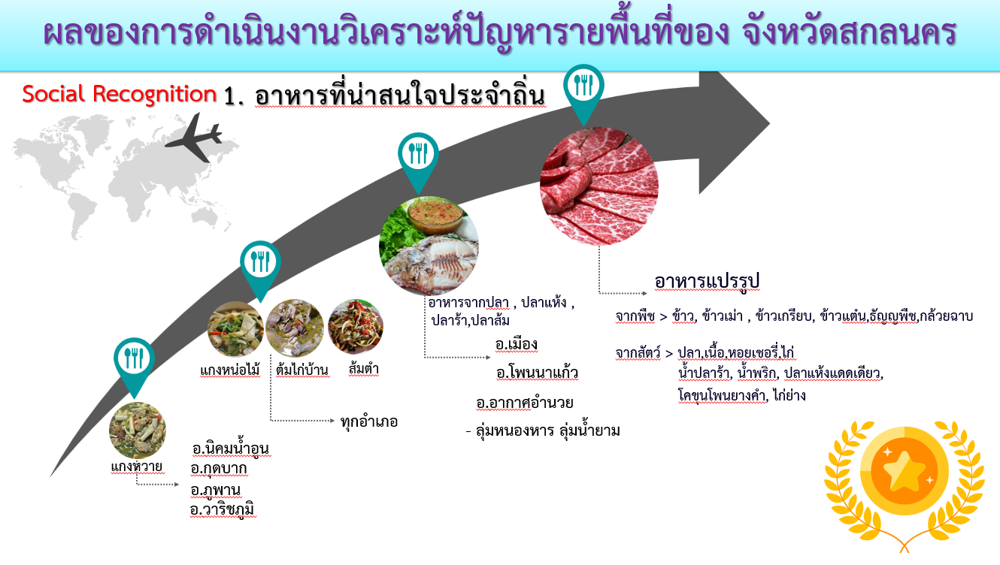 ผลของการดำเนินงานวิเคราะห์ปัญหารายพื้นที่ของ จังหวัดสกลนคร
Social Recognition 1. อาหารที่น่าสนใจประจำถิ่น
แกงหวาย
อ.นิคมน้ำอูน
อ.กุดบาก
อ.ภูพาน
อ.วาริชภูมิ
แกงหน่อไม้ ต้มไก่บ้าน ส้มตำ
ทุกอำเภอ
อาหารจากปลา , ปลาแห้ง ,
ปลาร้า,ปลาส้ม
อ.เมือง
อ.โพนนาแก้ว
อ.อากาศอำนวย
- ลุ่มหนองหาร ลุ่มน้ำยาม
อาหารแปรรูป
จากพืช > ข้าว, ข้าวเม่า , ข้าวเกรียบ, ข้าวแต๋น,ธัญญพืช,กล้วยฉาบ
จากสัตว์ > ปลา,เนื้อ,หอยเชอรี่,ไก่
น้ำปลาร้า, น้ำพริก, ปลาแห้งแดดเดียว,
โคขุนโพนยางคำ, ไก่ย่าง